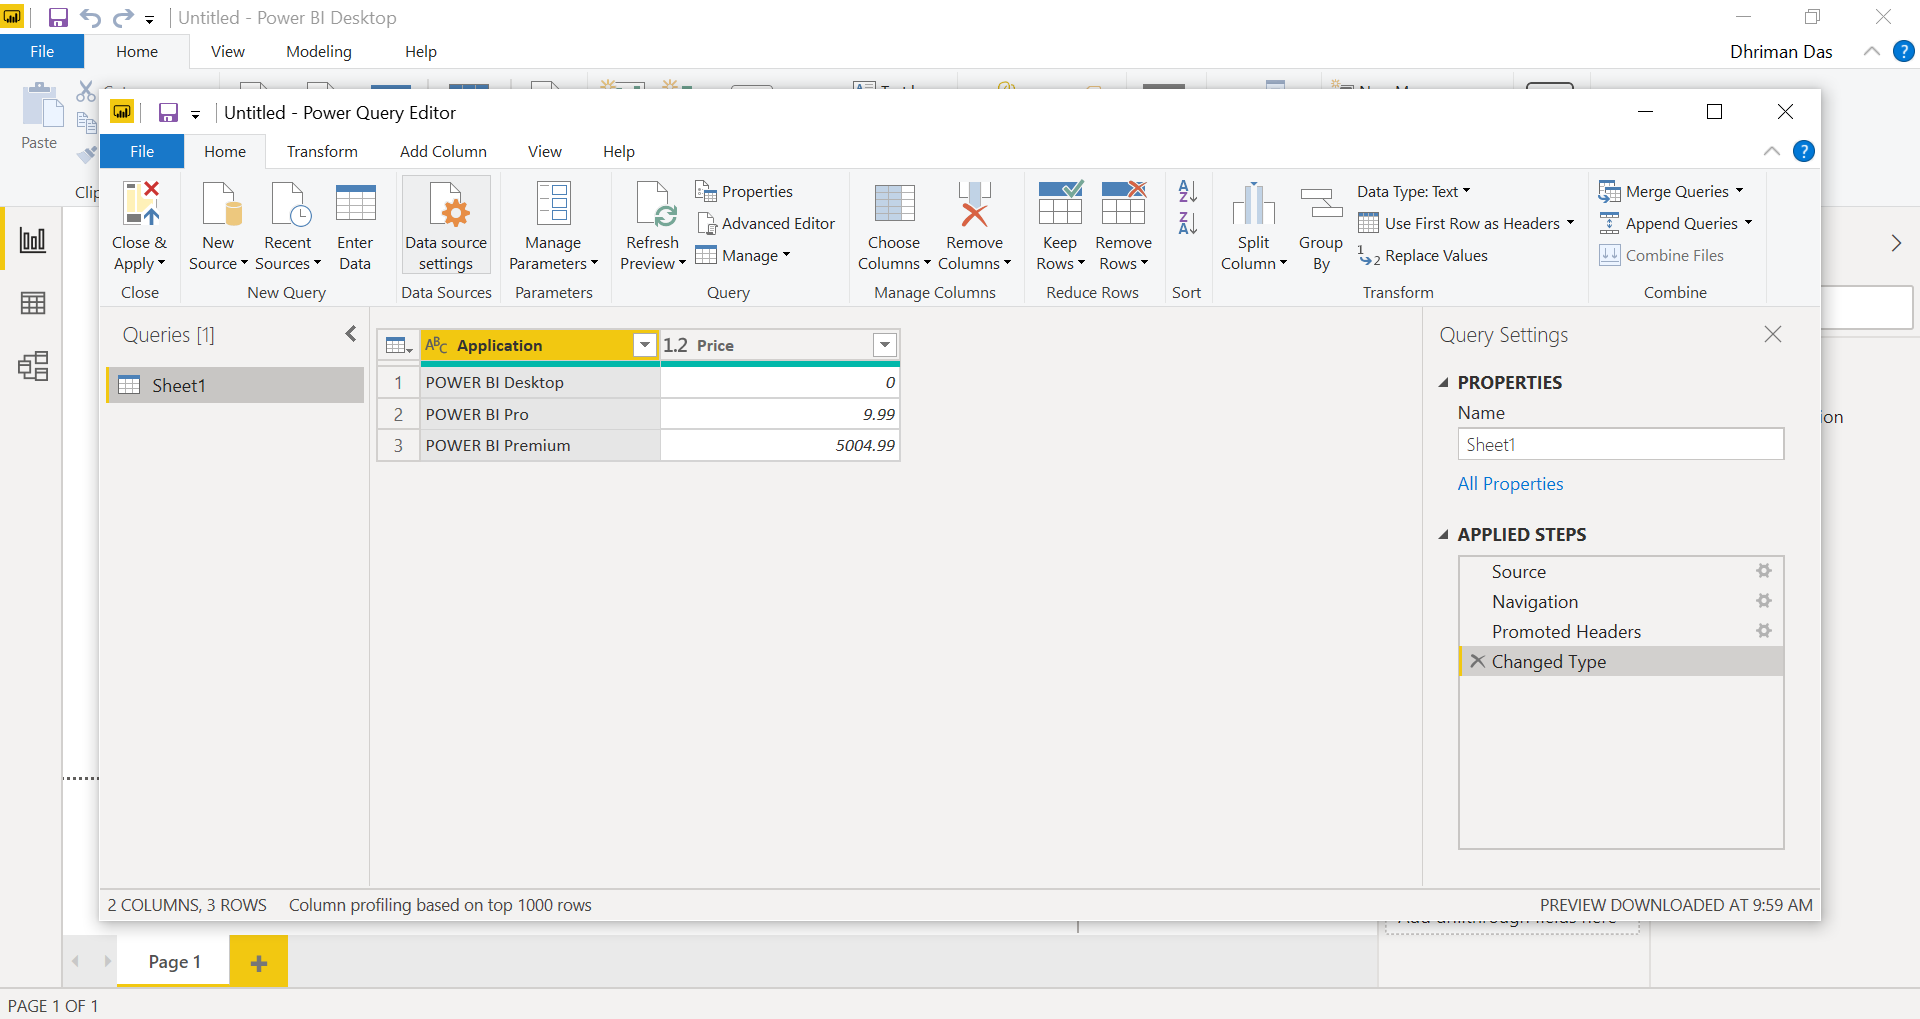 Untitled - Power BI Desktop
File Home View Modeling Help Dhriman Das
Paste
Untitled - Power Query Editor
File Home Transform Add Column View Help
Close & Apply
New Source
Recent Sources
Enter Data
Data source settings
Manage Parameters
Refresh Preview
Properties
Advanced Editor
Manage
Choose Columns
Remove Columns
Keep Rows
Remove Rows
Split Column
Group By
Data Type: Text
Use First Row as Headers
Replace Values
Merge Queries
Append Queries
Combine Files
Close New Query Data Sources Parameters Query Manage Columns Reduce Rows Sort Transform Combine
Queries [1]
Sheet1
ABC Application 1.2 Price
1 POWER BI Desktop 0
2 POWER BI Pro 9.99
3 POWER BI Premium 5004.99
Query Settings
PROPERTIES
Name
Sheet1
All Properties
APPLIED STEPS
Source
Navigation
Promoted Headers
Changed Type
2 COLUMNS, 3 ROWS Column profiling based on top 1000 rows PREVIEW DOWNLOADED AT 9:59 AM
Page 1
PAGE 1 OF 1